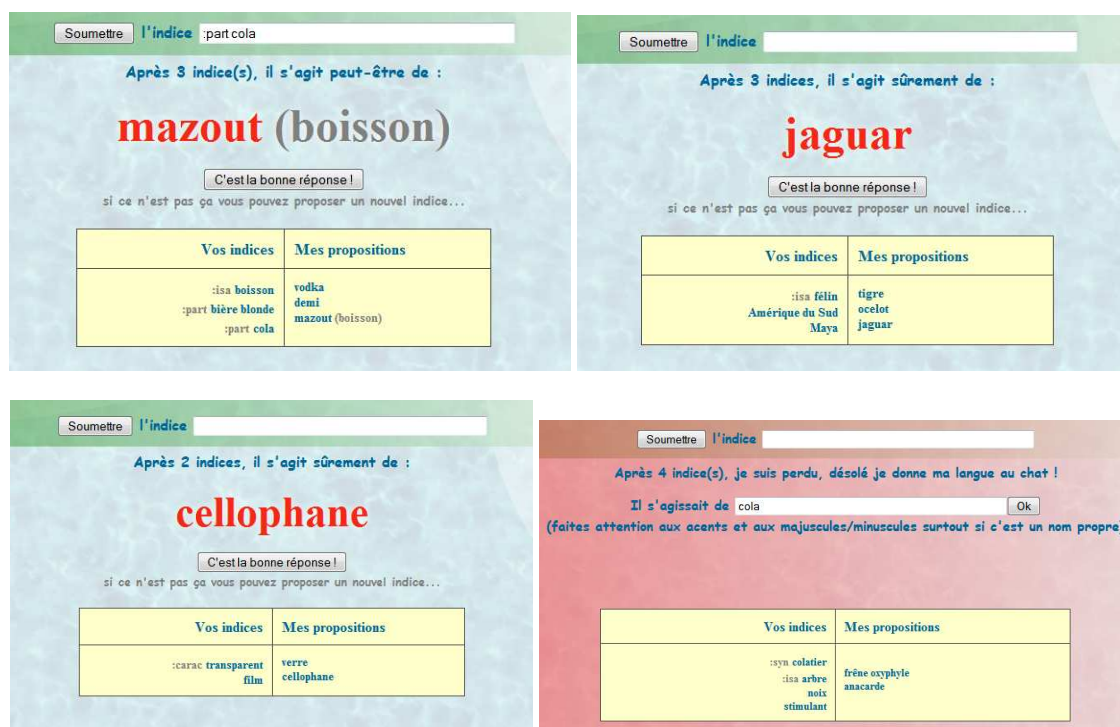 Soumettre l'indice :part cola
Après 3 indice(s), il s'agit peut-être de :
mazout (boisson)
C'est la bonne réponse !
si ce n'est pas ça vous pouvez proposer un nouvel indice...
Vos indices Mes propositions
:isa boisson vodka
:part bière blonde demi
:part cola mazout (boisson)
Soumettre l'indice
Après 3 indices, il s'agit sûrement de :
jaguar
C'est la bonne réponse !
si ce n'est pas ça vous pouvez proposer un nouvel indice...
Vos indices Mes propositions
:isa félin tigre
Amérique du Sud ocelot
Maya jaguar
Soumettre l'indice
Après 2 indices, il s'agit sûrement de :
cellophane
C'est la bonne réponse !
si ce n'est pas ça vous pouvez proposer un nouvel indice...
Vos indices Mes propositions
:carac transparent verre
film cellophane
Soumettre l'indice
Après 4 indice(s), je suis perdu, désolé je donne ma langue au chat !
Il s'agissait de cola Ok
(faites attention aux acents et aux majuscules/minuscules surtout si c'est un nom propre)
Vos indices Mes propositions
:syn colatier
:isa arbre frêne oxyphyle
noix anacarde
stimulant